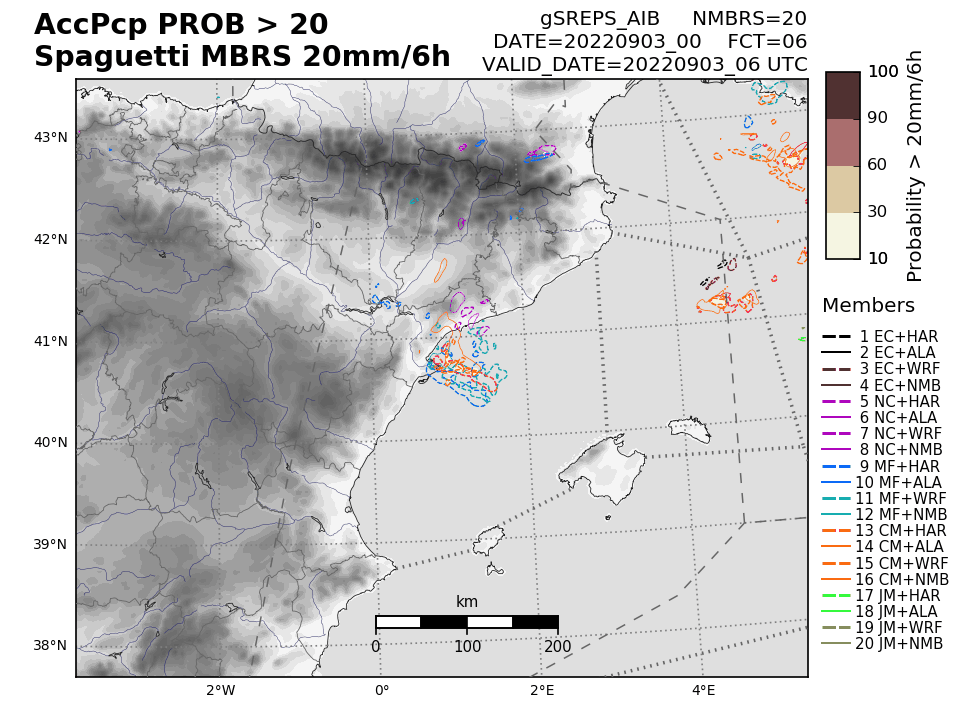 AccPcp PROB > 20
Spaguetti MBRS 20mm/6h
gSREPS_AIB NMBRS=20
DATE=20220903_00 FCT=06
VALID_DATE=20220903_06 UTC
43°N
42°N
41°N
40°N
39°N
38°N
2°W
0°
2°E
4°E
km
0 100 200
100
90
60
30
10
Probability > 20mm/6h
Members
1 EC+HAR
2 EC+ALA
3 EC+WRF
4 EC+NMB
5 NC+HAR
6 NC+ALA
7 NC+WRF
8 NC+NMB
9 MF+HAR
10 MF+ALA
11 MF+WRF
12 MF+NMB
13 CM+HAR
14 CM+ALA
15 CM+WRF
16 CM+NMB
17 JM+HAR
18 JM+ALA
19 JM+WRF
20 JM+NMB